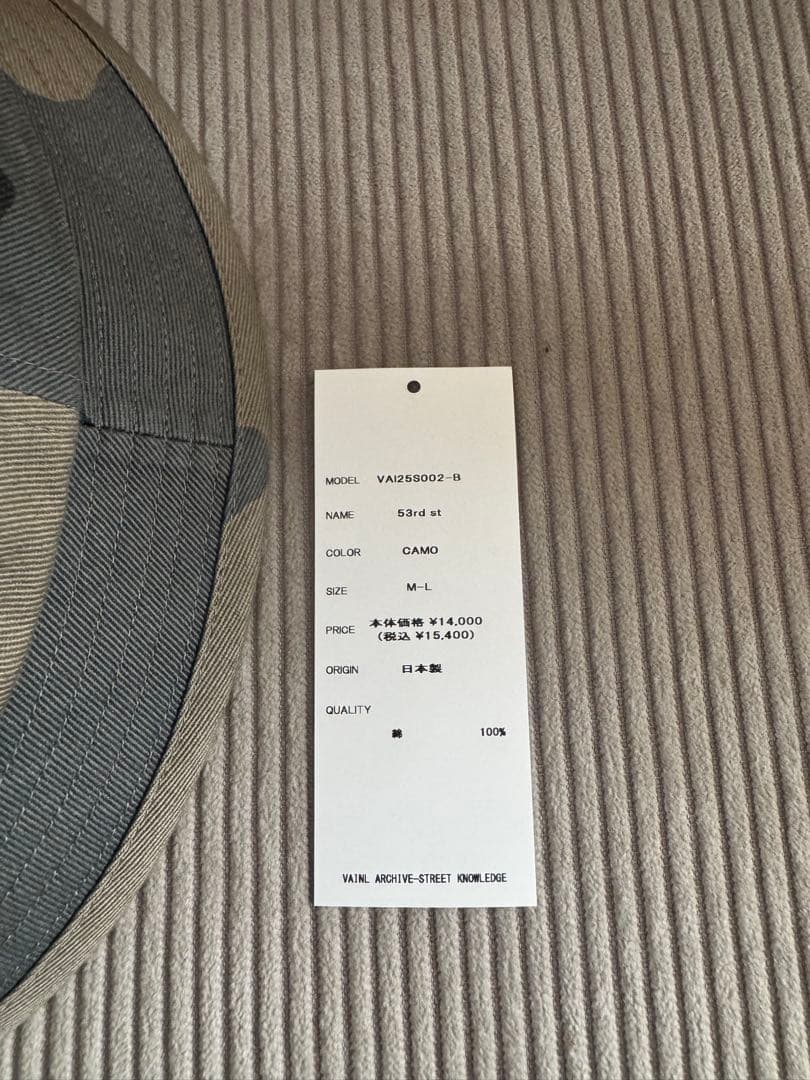 MODEL VAI25S002-B
NAME 53rd st
COLOR CAMO
SIZE M-L
PRICE 本体価格 ¥14,000
(税込 ¥15,400)
ORIGIN 日本製
QUALITY
綿 100%
VAINL ARCHIVE-STREET KNOWLEDGE